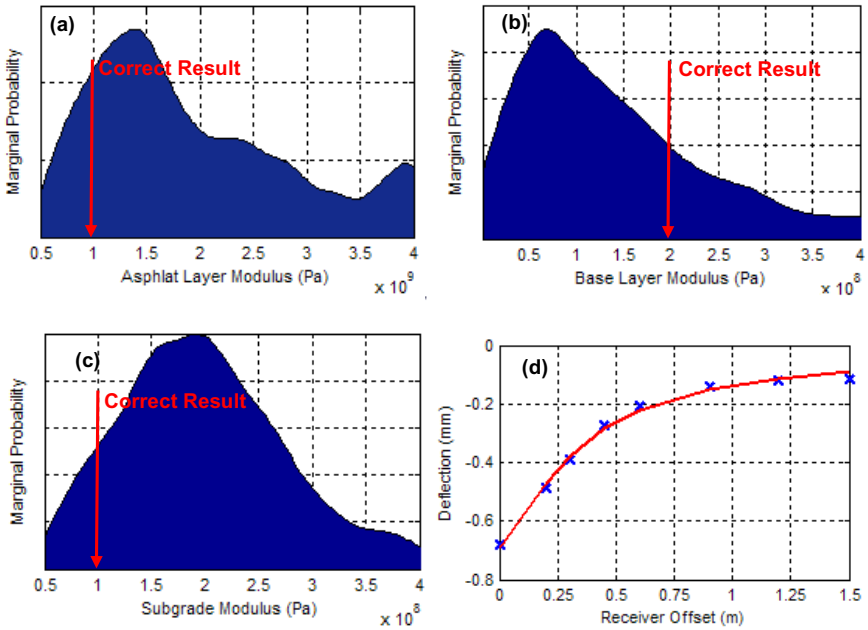 (a)
Correct Result
Marginal Probability
0.5 1 1.5 2 2.5 3 3.5 4
Asphlat Layer Modulus (Pa)
x 10^9
(b)
Correct Result
Marginal Probability
0.5 1 1.5 2 2.5 3 3.5 4
Base Layer Modulus (Pa)
x 10^8
(c)
Correct Result
Marginal Probability
0.5 1 1.5 2 2.5 3 3.5 4
Subgrade Modulus (Pa)
x 10^8
(d)
Deflection (mm)
0
-0.2
-0.4
-0.6
-0.8
0 0.25 0.5 0.75 1 1.25 1.5
Receiver Offset (m)